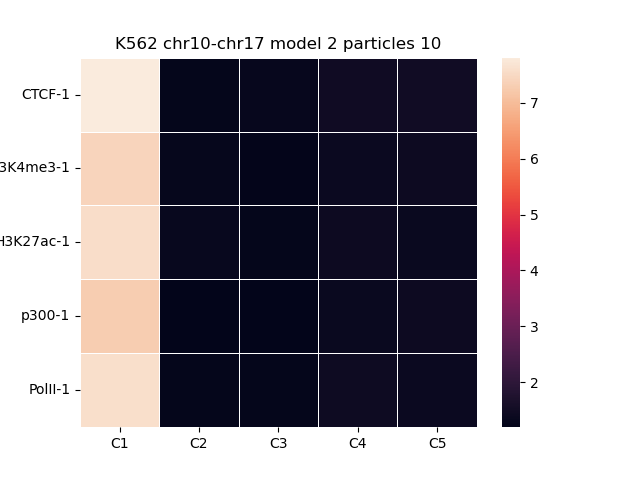 K562 chr10-chr17 model 2 particles 10
CTCF-1
3K4me3-1
H3K27ac-1
p300-1
PolII-1
C1 C2 C3 C4 C5
7
6
5
4
3
2